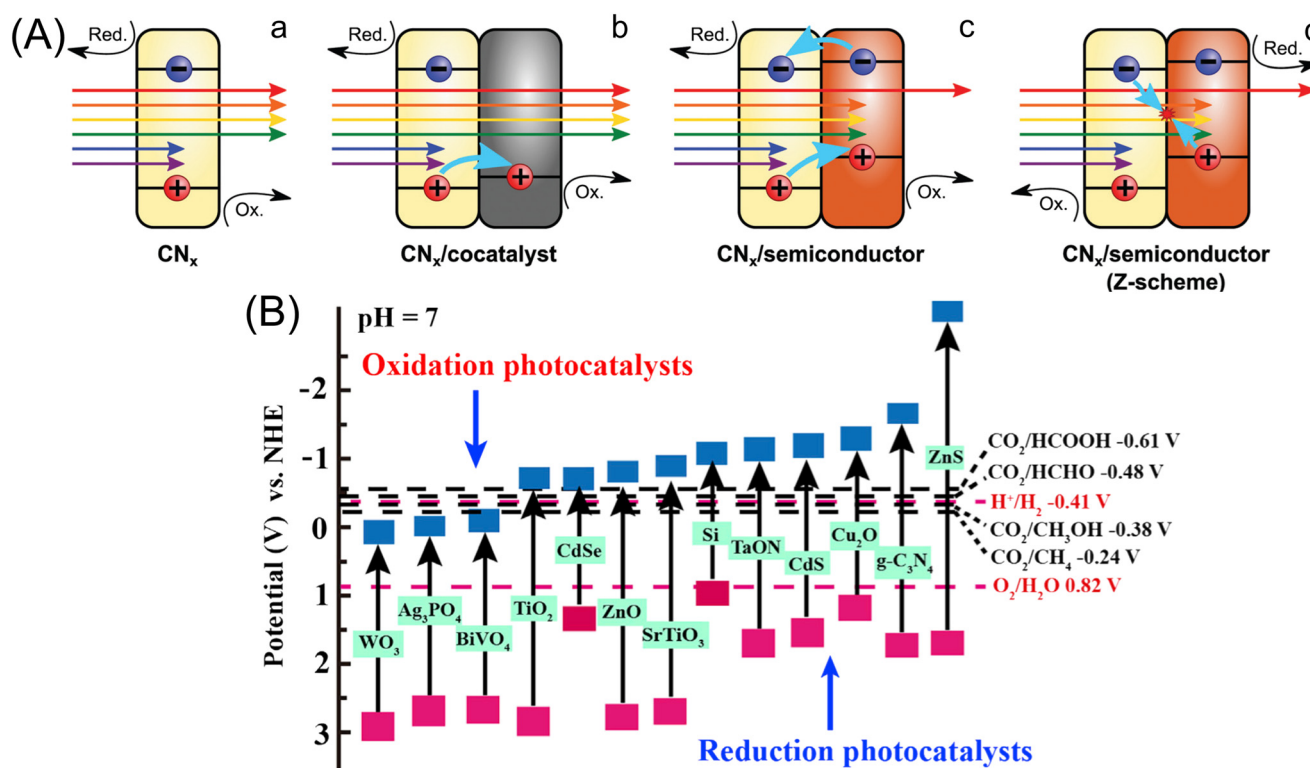 (A)
a
b
c
d
Red.
Red.
Red.
Red.
Ox.
Ox.
Ox.
Ox.
CNₓ
CNₓ/cocatalyst
CNₓ/semiconductor
CNₓ/semiconductor
(Z-scheme)
(B)
pH = 7
Oxidation photocatalysts
Potential (V) vs. NHE
-2
-1
0
1
2
3
WO₃
Ag₃PO₄
BiVO₄
TiO₂
CdSe
ZnO
SrTiO₃
Si
TaON
CdS
Cu₂O
g-C₃N₄
ZnS
CO₂/HCOOH -0.61 V
CO₂/HCHO -0.48 V
H⁺/H₂ -0.41 V
CO₂/CH₃OH -0.38 V
CO₂/CH₄ -0.24 V
O₂/H₂O 0.82 V
Reduction photocatalysts